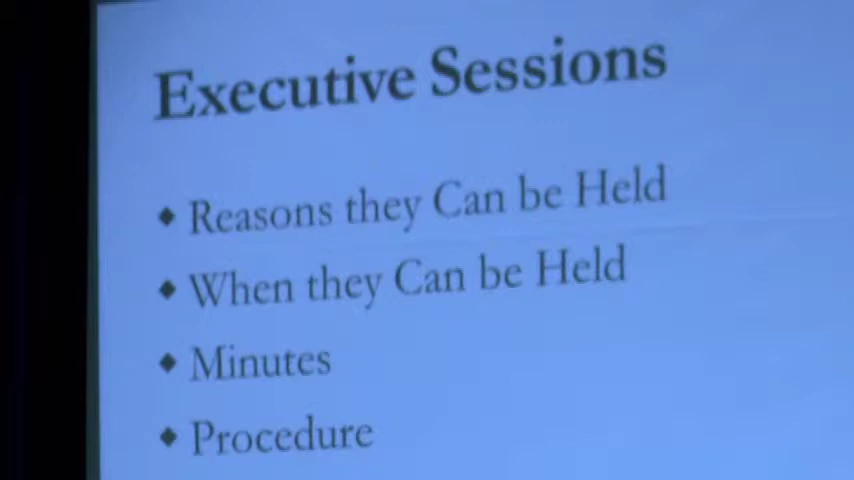 Executive Sessions
◆ Reasons they Can be Held
◆ When they Can be Held
◆ Minutes
◆ Procedure